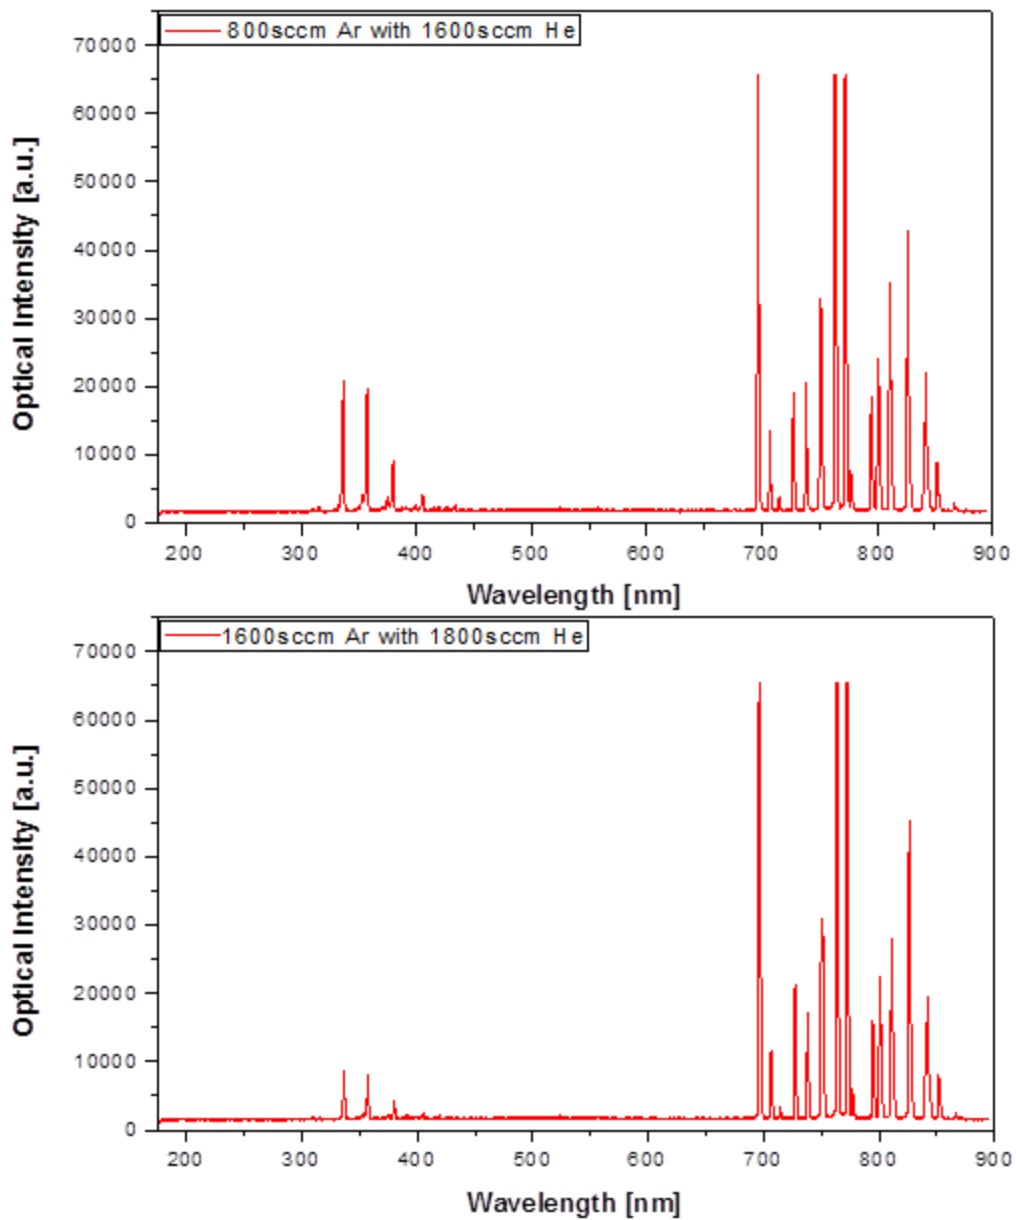 800sccm Ar with 1600sccm He
70000
60000
50000
40000
30000
20000
10000
0
Optical Intensity [a.u.]
200 300 400 500 600 700 800 900
Wavelength [nm]
1600sccm Ar with 1800sccm He
70000
60000
50000
40000
30000
20000
10000
0
Optical Intensity [a.u.]
200 300 400 500 600 700 800 900
Wavelength [nm]